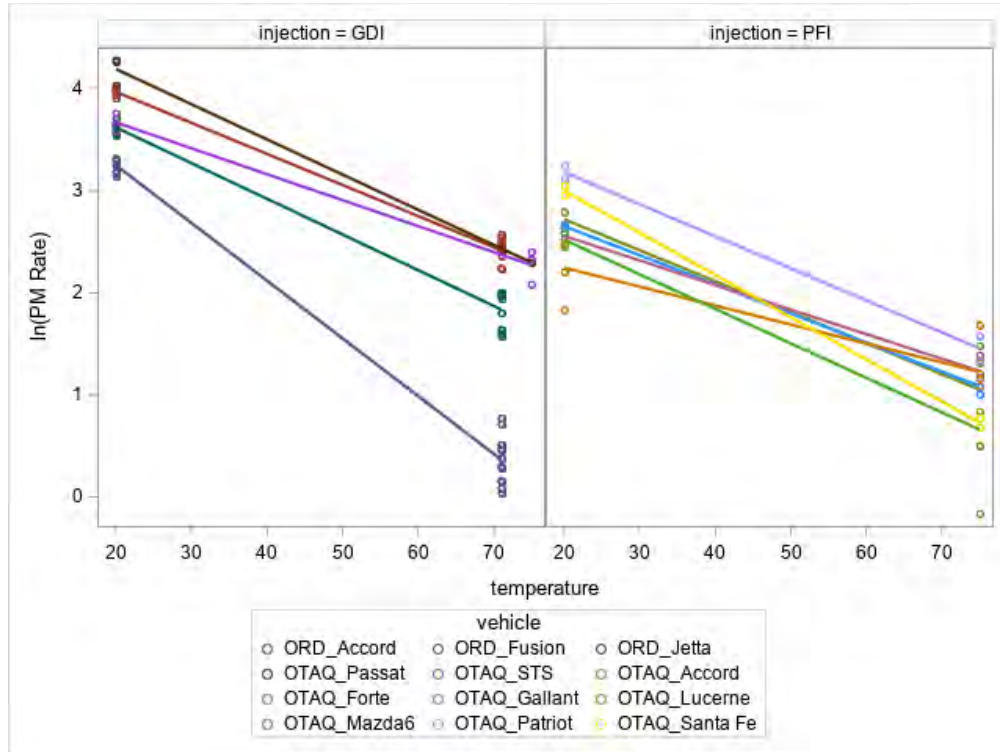 injection = GDI injection = PFI
4
3
2
1
0
ln(PM Rate)
20 30 40 50 60 70 20 30 40 50 60 70
temperature
vehicle
ORD_Accord ORD_Fusion ORD_Jetta
OTAQ_Passat OTAQ_STS OTAQ_Accord
OTAQ_Forte OTAQ_Gallant OTAQ_Lucerne
OTAQ_Mazda6 OTAQ_Patriot OTAQ_Santa Fe